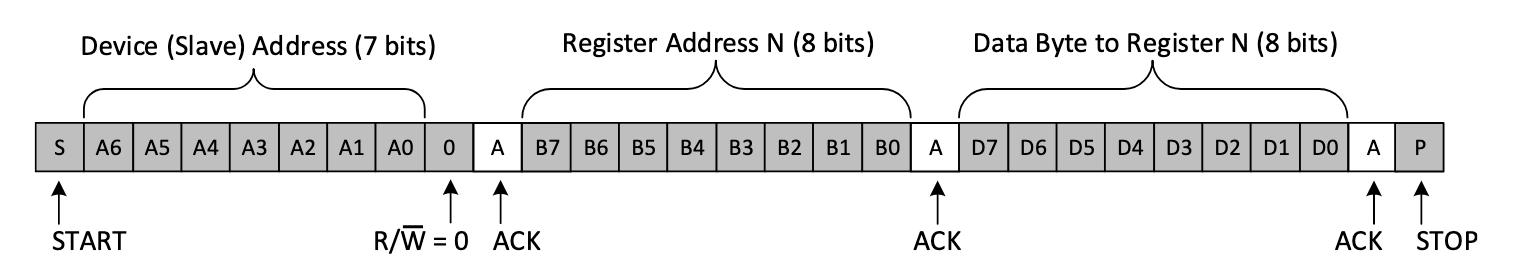 Device (Slave) Address (7 bits) Register Address N (8 bits) Data Byte to Register N (8 bits)
S A6 A5 A4 A3 A2 A1 A0 0 A B7 B6 B5 B4 B3 B2 B1 B0 A D7 D6 D5 D4 D3 D2 D1 D0 A P
START R/W̅ = 0 ACK ACK ACK STOP